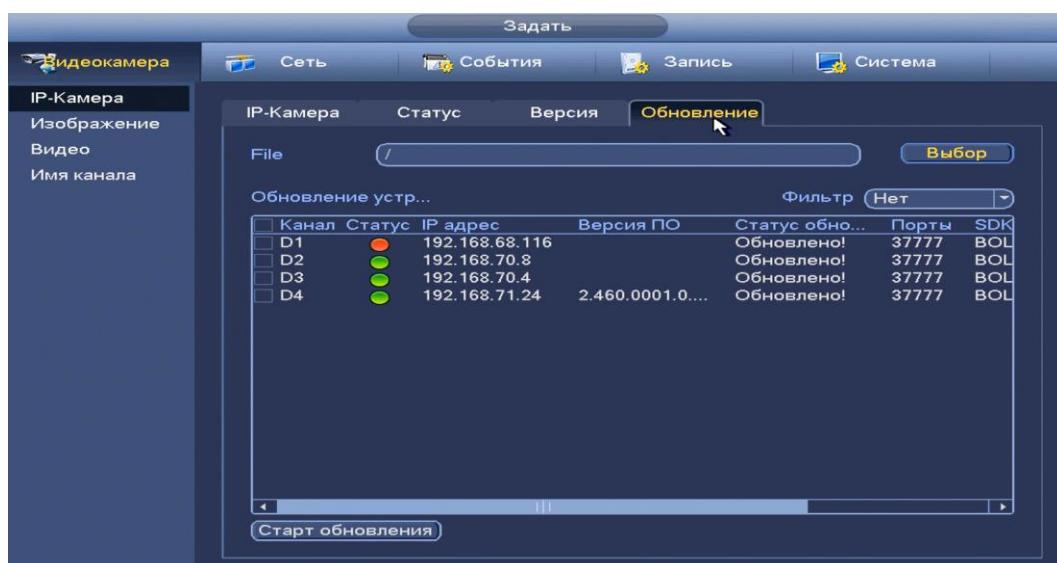 Задать
Видеокамера Сеть События Запись Система
IP-Камера
Изображение
Видео
Имя канала
IP-Камера Статус Версия Обновление
File / Выбор
Обновление устр... Фильтр Нет
Канал Статус IP адрес Версия ПО Статус обно... Порты SDK
D1 192.168.68.116 Обновлено! 37777 BOL
D2 192.168.70.8 Обновлено! 37777 BOL
D3 192.168.70.4 Обновлено! 37777 BOL
D4 192.168.71.24 2.460.0001.0.... Обновлено! 37777 BOL
Старт обновления